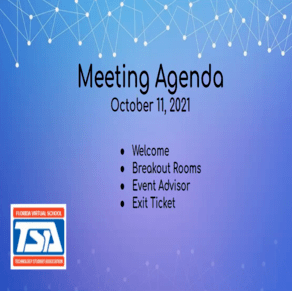 Meeting Agenda
October 11, 2021
● Welcome
● Breakout Rooms
● Event Advisor
● Exit Ticket
FLORIDA VIRTUAL SCHOOL
TSA
TECHNOLOGY STUDENT ASSOCIATION